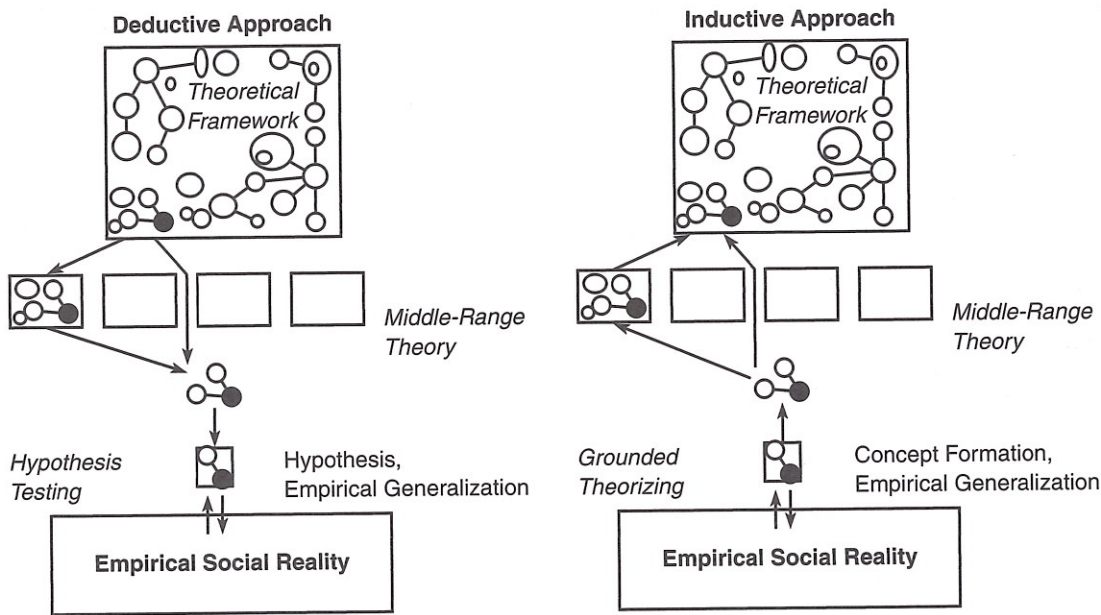 Deductive Approach
Theoretical
Framework
Middle-Range
Theory
Hypothesis
Testing
Hypothesis,
Empirical Generalization
Empirical Social Reality
Inductive Approach
Theoretical
Framework
Middle-Range
Theory
Grounded
Theorizing
Concept Formation,
Empirical Generalization
Empirical Social Reality